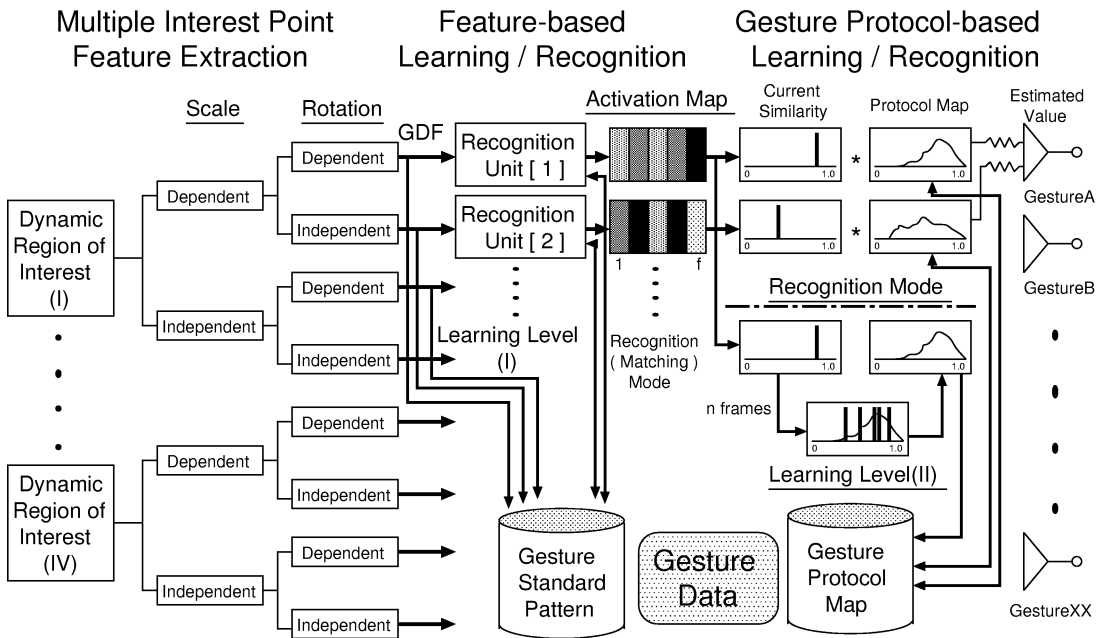 Multiple Interest Point
Feature Extraction
Feature-based
Learning / Recognition
Gesture Protocol-based
Learning / Recognition
Scale
Rotation
GDF
Activation Map
Current
Similarity
Protocol Map
Estimated
Value
Dynamic
Region of
Interest
(I)
Dependent
Independent
Dependent
Independent
Dependent
Independent
Recognition
Unit [ 1 ]
Recognition
Unit [ 2 ]
Learning Level
(I)
1 f
Recognition
( Matching )
Mode
0 1.0
0 1.0
*
0 1.0
0 1.0
*
GestureA
GestureB
Recognition Mode
0 1.0
0 1.0
n frames
0 1.0
Learning Level(II)
Dynamic
Region of
Interest
(IV)
Dependent
Independent
Dependent
Independent
Dependent
Independent
Gesture
Standard
Pattern
Gesture
Data
Gesture
Protocol
Map
GestureXX